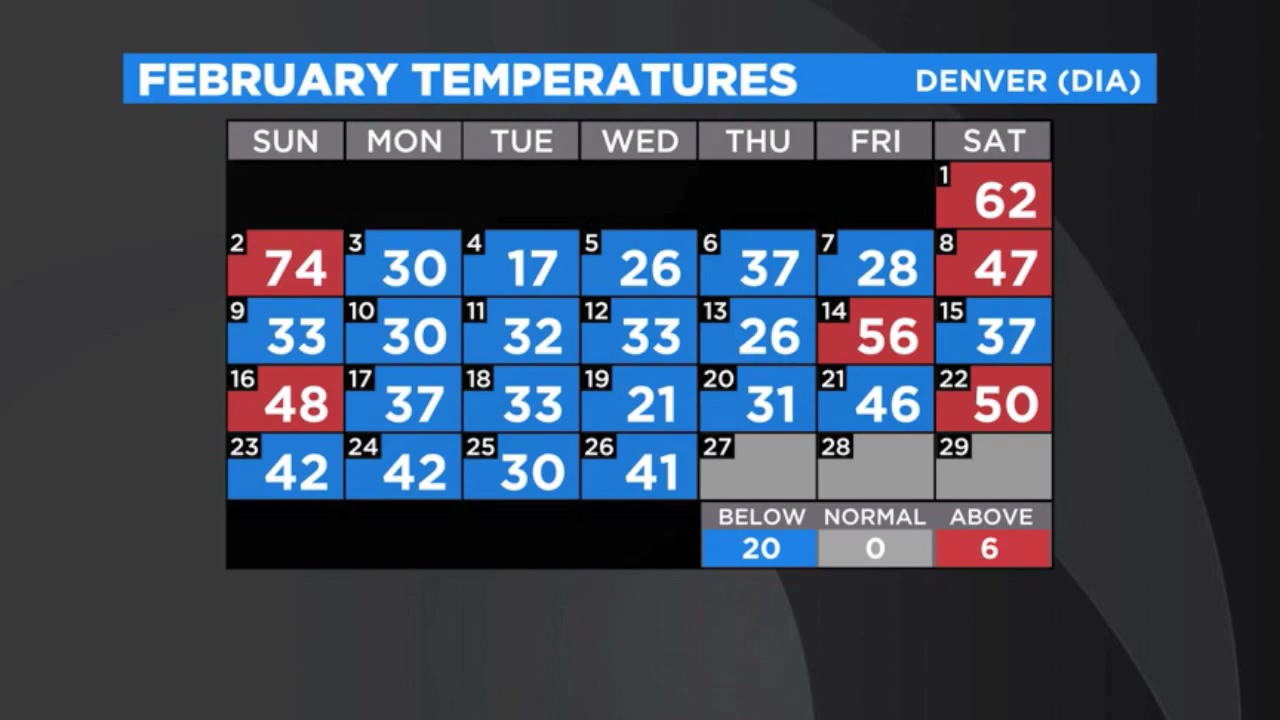 FEBRUARY TEMPERATURES DENVER (DIA)
SUN MON TUE WED THU FRI SAT
1 62
2 74 3 30 4 17 5 26 6 37 7 28 8 47
9 33 10 30 11 32 12 33 13 26 14 56 15 37
16 48 17 37 18 33 19 21 20 31 21 46 22 50
23 42 24 42 25 30 26 41 27 28 29
BELOW NORMAL ABOVE
20 0 6